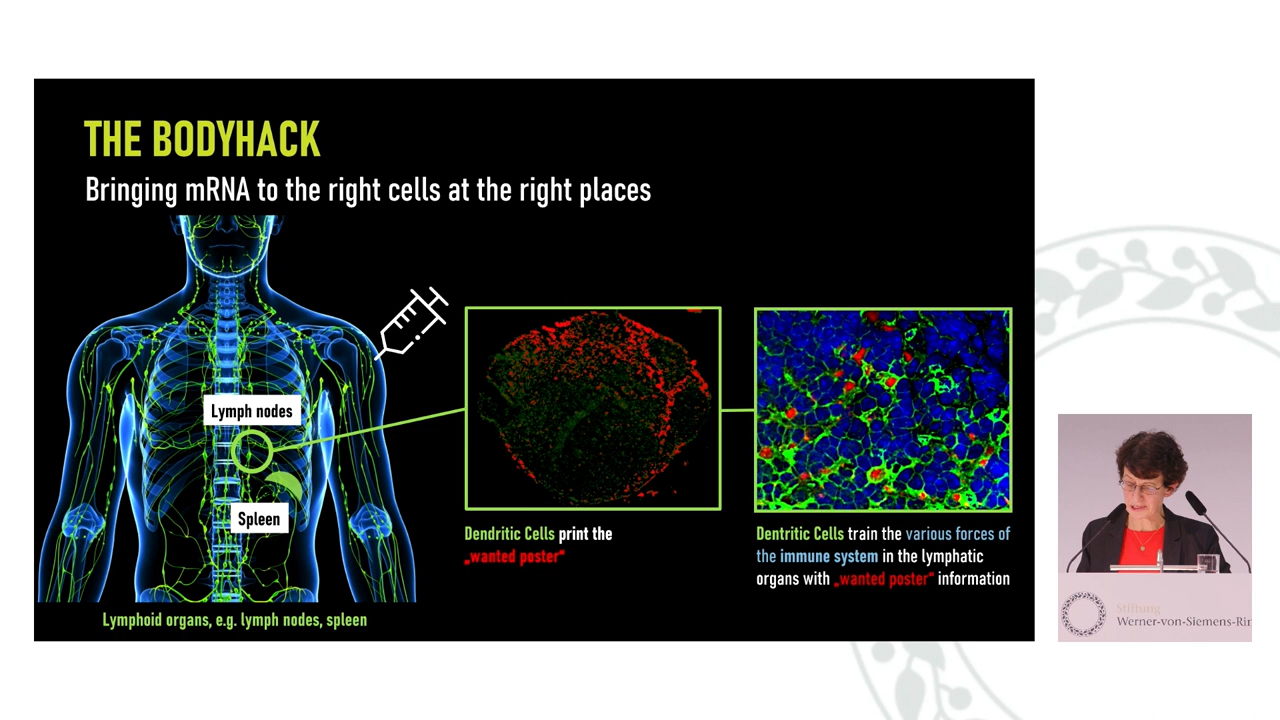 THE BODYHACK
Bringing mRNA to the right cells at the right places
Lymph nodes
Spleen
Lymphoid organs, e.g. lymph nodes, spleen
Dendritic Cells print the
„wanted poster“
Dentritic Cells train the various forces of
the immune system in the lymphatic
organs with „wanted poster“ information
Stiftung
Werner-von-Siemens-Rin